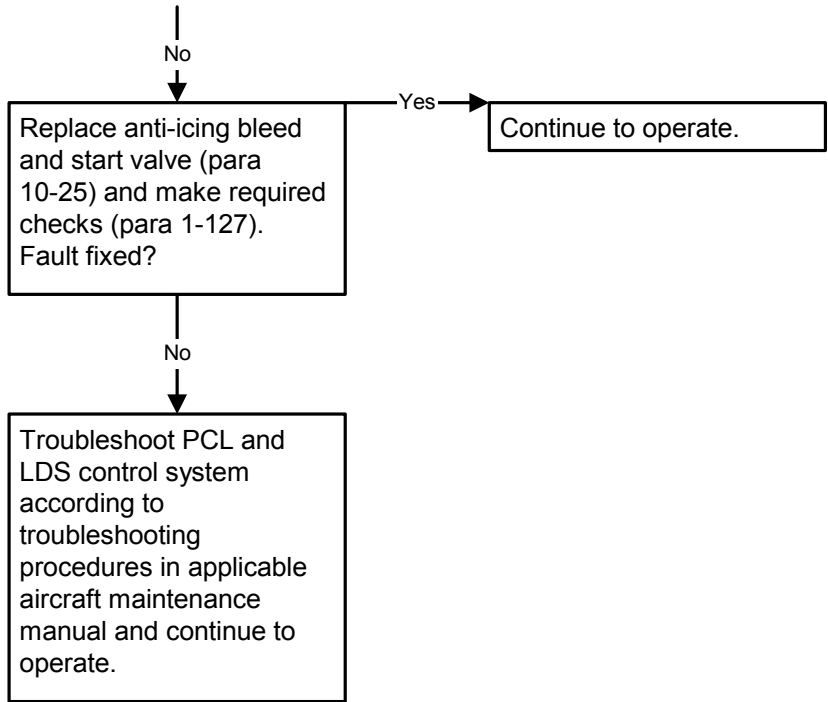 No
Replace anti-icing bleed
and start valve (para
10-25) and make required
checks (para 1-127).
Fault fixed?
Yes
Continue to operate.
No
Troubleshoot PCL and
LDS control system
according to
troubleshooting
procedures in applicable
aircraft maintenance
manual and continue to
operate.